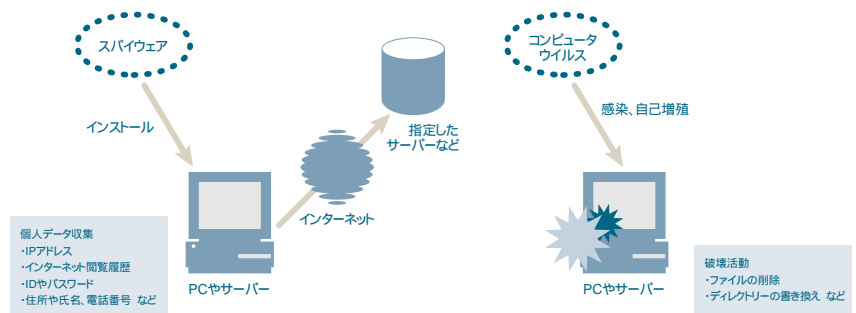 スパイウェア
インストール
指定した
サーバーなど
インターネット
個人データ収集
・IPアドレス
・インターネット閲覧履歴
・IDやパスワード
・住所や氏名、電話番号 など
PCやサーバー
コンピュータ
ウイルス
感染、自己増殖
PCやサーバー
破壊活動
・ファイルの削除
・ディレクトリーの書き換え など